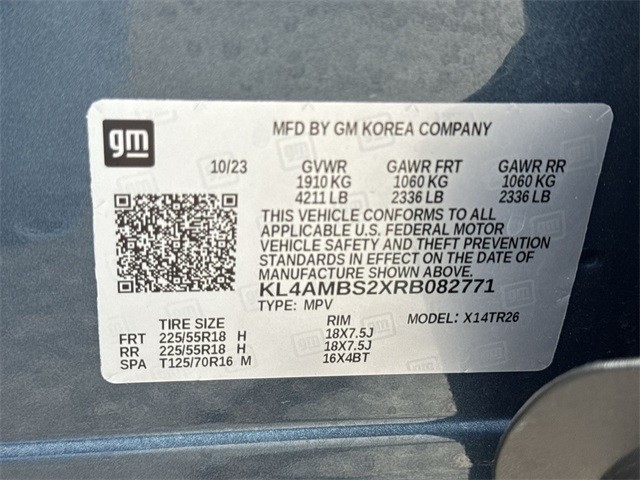 gm
MFD BY GM KOREA COMPANY
10/23 GVWR GAWR FRT GAWR RR
1910 KG 1060 KG 1060 KG
4211 LB 2336 LB 2336 LB
THIS VEHICLE CONFORMS TO ALL
APPLICABLE U.S. FEDERAL MOTOR
VEHICLE SAFETY AND THEFT PREVENTION
STANDARDS IN EFFECT ON THE DATE OF
MANUFACTURE SHOWN ABOVE.
KL4AMBS2XRB082771
TYPE: MPV
TIRE SIZE RIM MODEL: X14TR26
FRT 225/55R18 H 18X7.5J
RR 225/55R18 H 18X7.5J
SPA T125/70R16 M 16X4BT